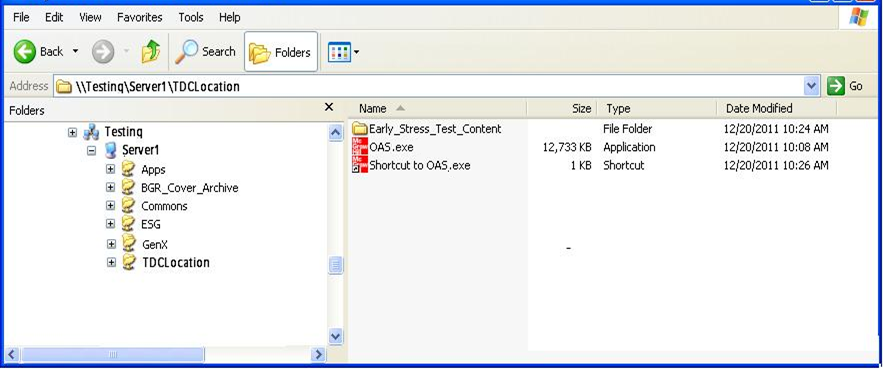 File Edit View Favorites Tools Help
Back Search Folders
Address \\Testinq\Server1\TDCLocation Go
Folders × Name Size Type Date Modified
Testinq
Server1
Apps
BGR_Cover_Archive
Commons
ESG
GenX
TDCLocation
Early_Stress_Test_Content File Folder 12/20/2011 10:24 AM
OAS.exe 12,733 KB Application 12/20/2011 10:08 AM
Shortcut to OAS.exe 1 KB Shortcut 12/20/2011 10:26 AM